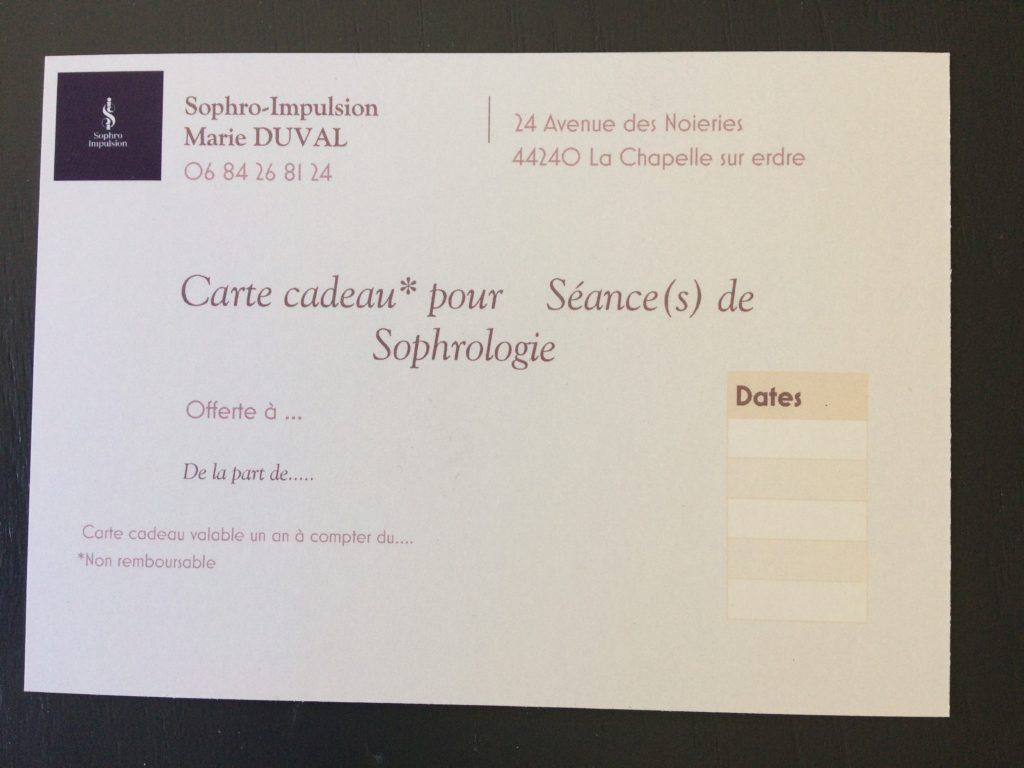 Sophro
Impulsion
Sophro-Impulsion
Marie DUVAL
06 84 26 81 24
24 Avenue des Noieries
44240 La Chapelle sur erdre
Carte cadeau* pour Séance(s) de
Sophrologie
Dates
Offerte à ...
De la part de.....
Carte cadeau valable un an à compter du....
*Non remboursable